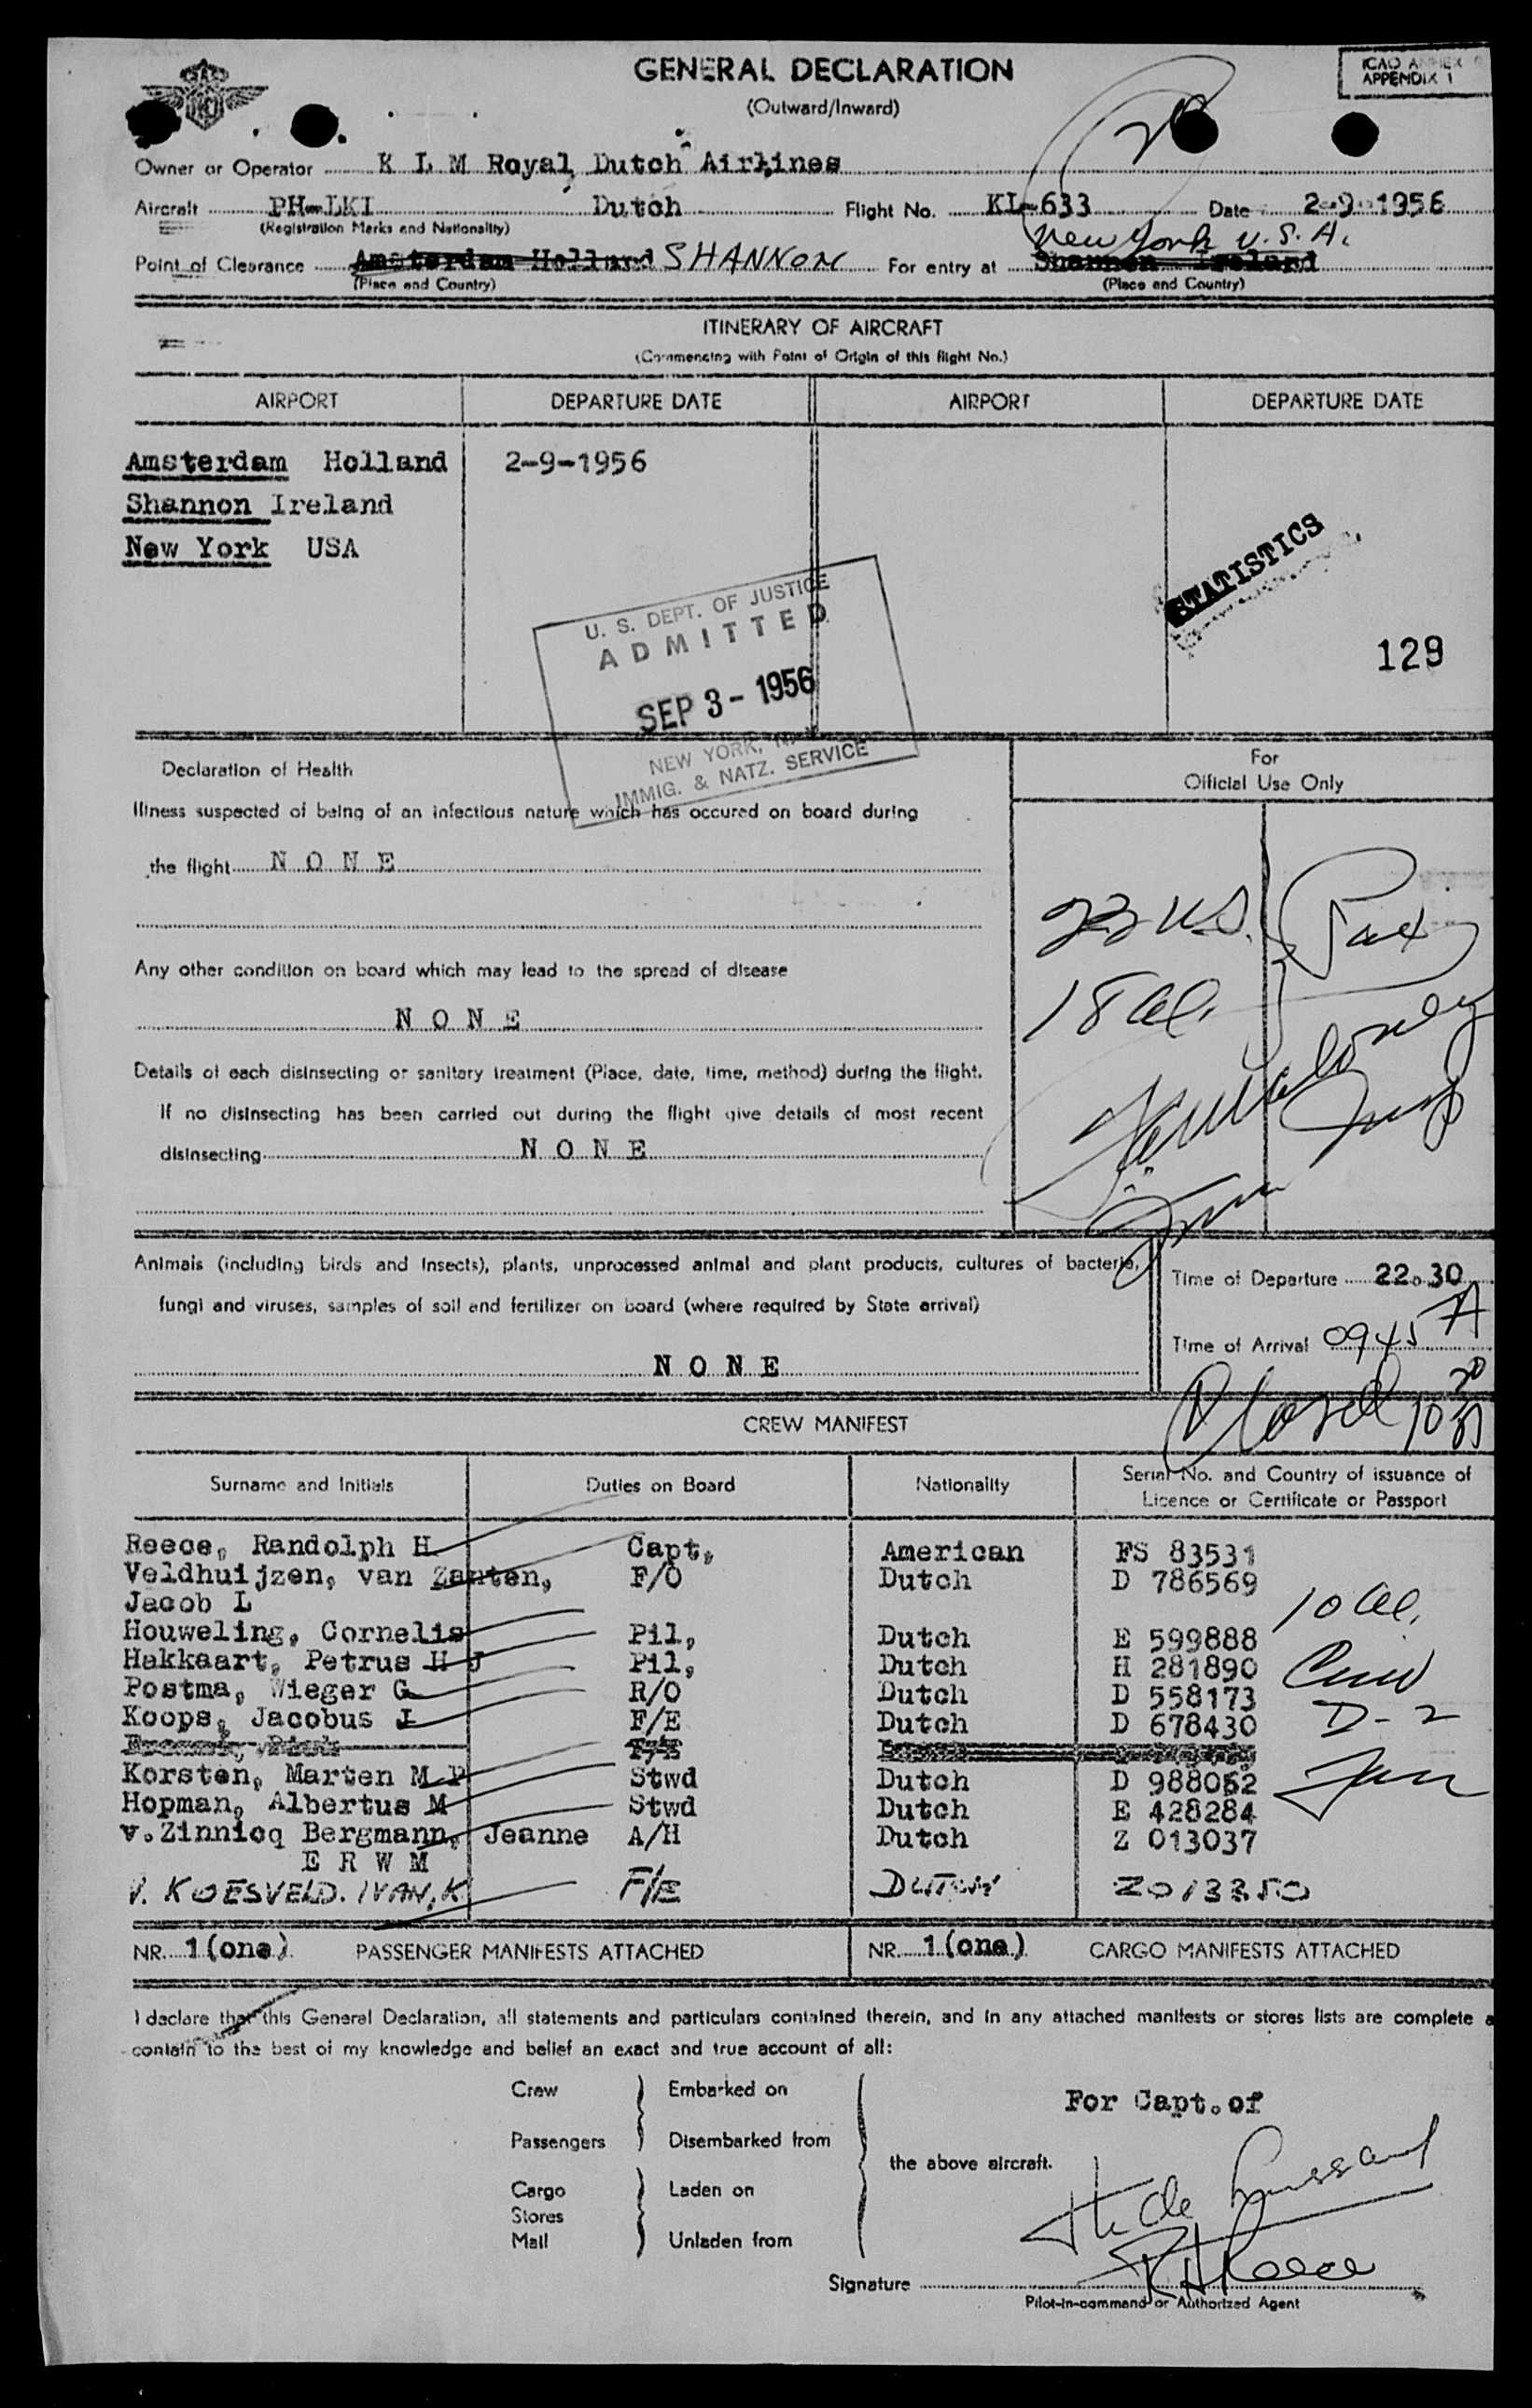 GENERAL DECLARATION
(Outward/Inward)
ICAO ANNEX 9
APPENDIX 1
Owner or Operator K L M Royal Dutch Airlines
Aircraft PH-LKI Dutch Flight No. KL-633 Date 2-9-1956
(Registration Marks and Nationality)
New York U.S.A.
Point of Clearance Amsterdam Holland SHANNON For entry at Shannon Ireland
(Place and Country) (Place and Country)
ITINERARY OF AIRCRAFT
(Commencing with Point of Origin of this flight No.)
AIRPORT DEPARTURE DATE AIRPORT DEPARTURE DATE
Amsterdam Holland 2-9-1956
Shannon Ireland
New York USA
STATISTICS
129
U. S. DEPT. OF JUSTICE
ADMITTED
SEP 3 - 1956
NEW YORK, N.Y.
IMMIG. & NATZ. SERVICE
For
Official Use Only
Declaration of Health
Illness suspected of being of an infectious nature which has occured on board during
the flight N O N E
23 U.S.
Pax
18 al.
Any other condition on board which may lead to the spread of disease
N O N E
Details of each disinsecting or sanitary treatment (Place, date, time, method) during the flight.
If no disinsecting has been carried out during the flight give details of most recent
disinsecting N O N E
Animals (including birds and insects), plants, unprocessed animal and plant products, cultures of bacteria,
fungi and viruses, samples of soil and fertilizer on board (where required by State arrival)
N O N E
Time of Departure 22.30
Time of Arrival 0945 A
Closed 10 30
CREW MANIFEST
Surname and Initials Duties on Board Nationality Serial No. and Country of issuance of
Licence or Certificate or Passport
Reece, Randolph H Capt, American FS 83531
Veldhuijzen, van Zanten, F/O Dutch D 786569
Jacob L
10 al.
Houweling, Cornelis Pil, Dutch E 599888
Hakkaart, Petrus H J Pil, Dutch H 281890
Crew
Postma, Wieger G R/O Dutch D 558173
Koops, Jacobus J F/E Dutch D 678430
D-2
F/E
Korsten, Marten M P Stwd Dutch D 988052
Hopman, Albertus M Stwd Dutch E 428284
v.Zinnicq Bergmann, Jeanne A/H Dutch Z 013037
E R W M
V. KOESVELD. IVAN, K F/E DUTCH Z013350
NR. 1 (one) PASSENGER MANIFESTS ATTACHED NR. 1 (one) CARGO MANIFESTS ATTACHED
I declare that this General Declaration, all statements and particulars contained therein, and in any attached manifests or stores lists are complete a
contain to the best of my knowledge and belief an exact and true account of all:
Crew Embarked on
For Capt. of
Passengers Disembarked from
the above aircraft.
Cargo Laden on
Stores
Mail Unladen from
Signature R H Reece
Pilot-in-command or Authorized Agent